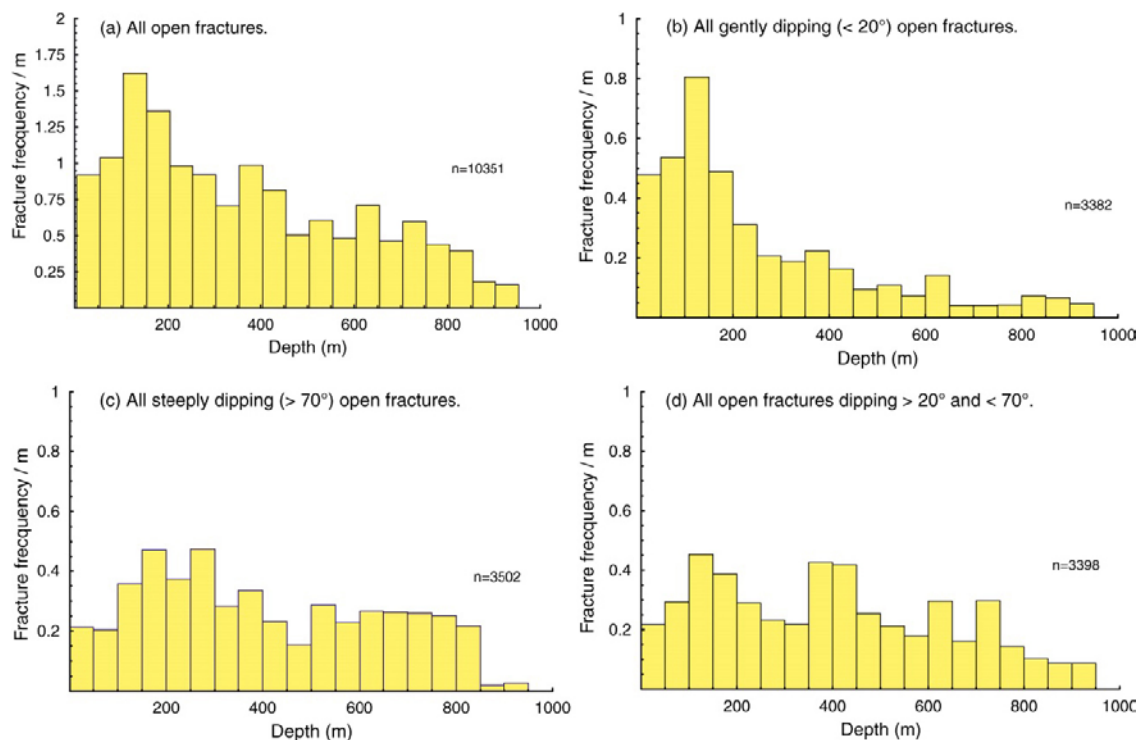 (a) All open fractures.
Fracture frecquency / m
2
1.75
1.5
1.25
1
0.75
0.5
0.25
n=10351
200
400
600
800
1000
Depth (m)
(b) All gently dipping (< 20°) open fractures.
Fracture frecquency / m
1
0.8
0.6
0.4
0.2
n=3382
200
400
600
800
1000
Depth (m)
(c) All steeply dipping (> 70°) open fractures.
Fracture frecquency / m
1
0.8
0.6
0.4
0.2
n=3502
200
400
600
800
1000
Depth (m)
(d) All open fractures dipping > 20° and < 70°.
Fracture frecquency / m
1
0.8
0.6
0.4
0.2
n=3398
200
400
600
800
1000
Depth (m)